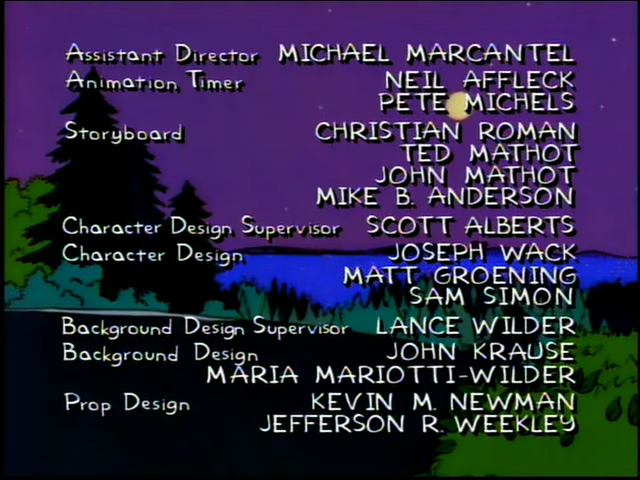 Assistant Director MICHAEL MARCANTEL
Animation Timer NEIL AFFLECK
PETE MICHELS
Storyboard CHRISTIAN ROMAN
TED MATHOT
JOHN MATHOT
MIKE B. ANDERSON
Character Design Supervisor SCOTT ALBERTS
Character Design JOSEPH WACK
MATT GROENING
SAM SIMON
Background Design Supervisor LANCE WILDER
Background Design JOHN KRAUSE
MARIA MARIOTTI-WILDER
Prop Design KEVIN M. NEWMAN
JEFFERSON R. WEEKLEY